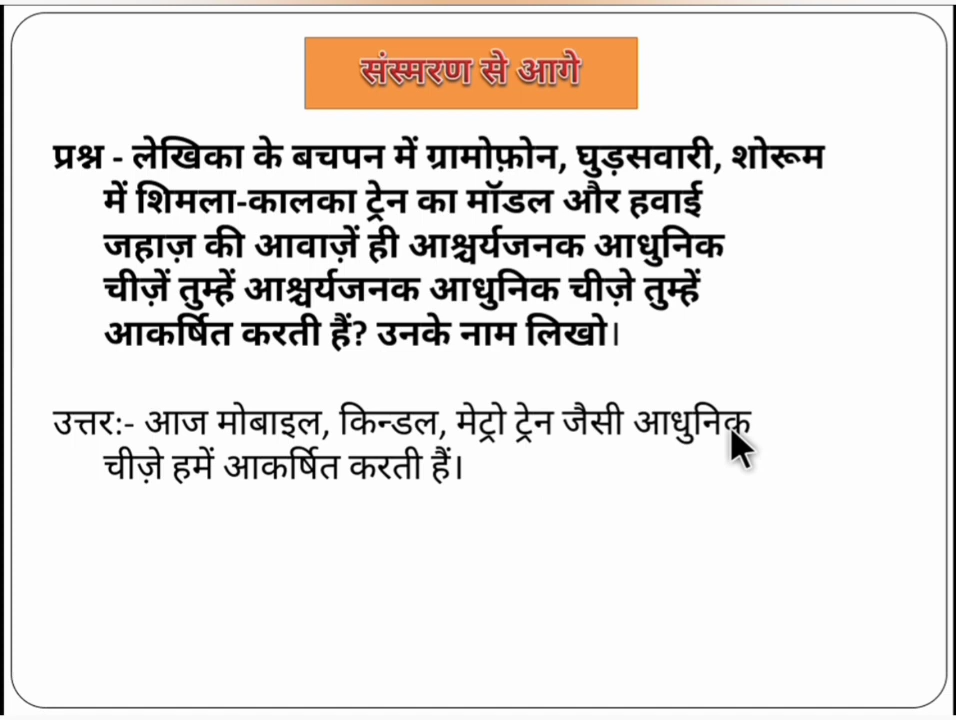 संस्मरण से आगे
प्रश्न - लेखिका के बचपन में ग्रामोफ़ोन, घुड़सवारी, शोरूम
में शिमला-कालका ट्रेन का मॉडल और हवाई
जहाज़ की आवाज़ें ही आश्चर्यजनक आधुनिक
चीज़ें तुम्हें आश्चर्यजनक आधुनिक चीज़े तुम्हें
आकर्षित करती हैं? उनके नाम लिखो।
उत्तर:- आज मोबाइल, किन्डल, मेट्रो ट्रेन जैसी आधुनिक
चीज़े हमें आकर्षित करती हैं।